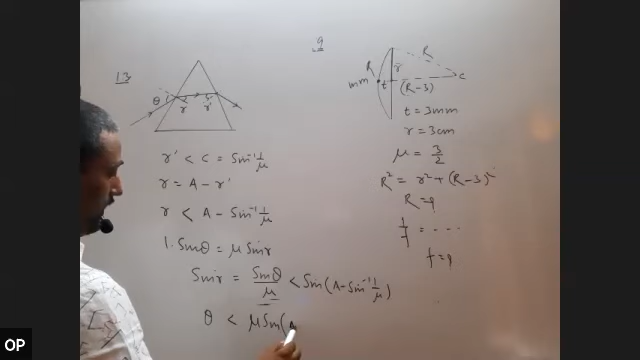 13
θ
i
r
r'
r' < c = Sin⁻¹ 1/μ
r = A - r'
r < A - Sin⁻¹ 1/μ
1. Sinθ = μ Sinr
Sinr = Sinθ/μ < Sin(A - Sin⁻¹ 1/μ)
θ < μ Sin(
9
R
R
r
t
(R-3)
C
t = 3mm
r = 3cm
μ = 3/2
R² = r² + (R-3)²
R = 9
1/f = ....
f = 9
OP